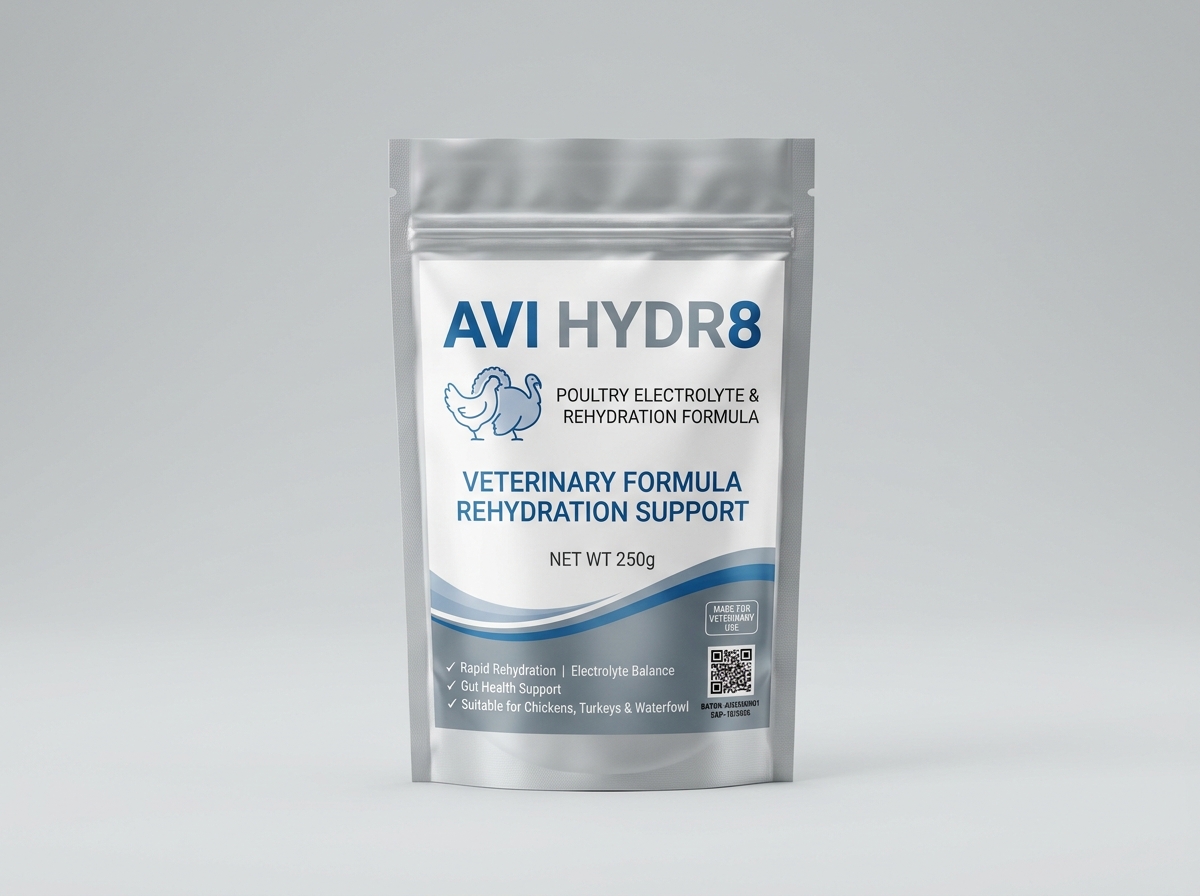 AVI HYDR8
POULTRY ELECTROLYTE &
REHYDRATION FORMULA
VETERINARY FORMULA
REHYDRATION SUPPORT
NET WT 250g
MADE FOR
VETERINARY
USE
✓ Rapid Rehydration | Electrolyte Balance
✓ Gut Health Support
✓ Suitable for Chickens, Turkeys & Waterfowl